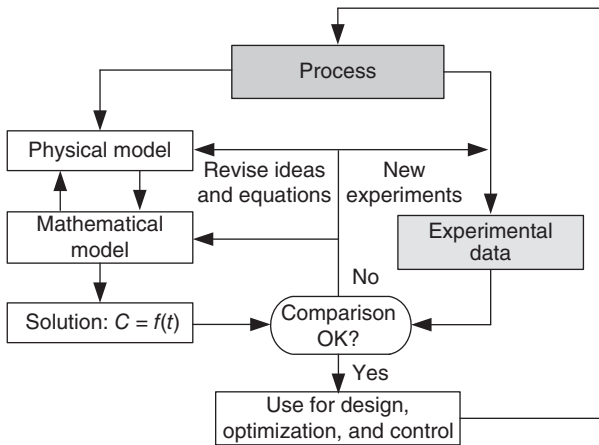 Process
Physical model
Revise ideas
and equations
New
experiments
Mathematical
model
Experimental
data
No
Solution: C = f(t)
Comparison
OK?
Yes
Use for design,
optimization, and control